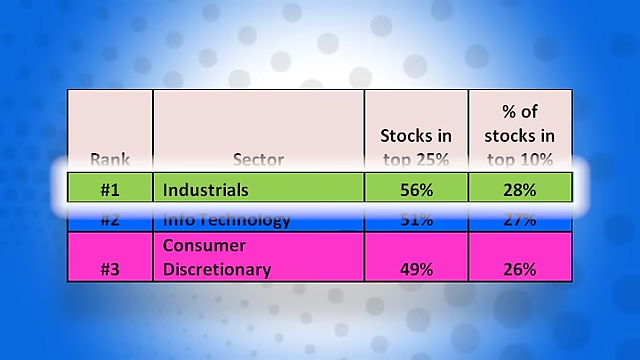 Rank Sector Stocks in top 25% % of stocks in top 10%
#1 Industrials 56% 28%
#2 Info Technology 51% 27%
#3 Consumer Discretionary 49% 26%